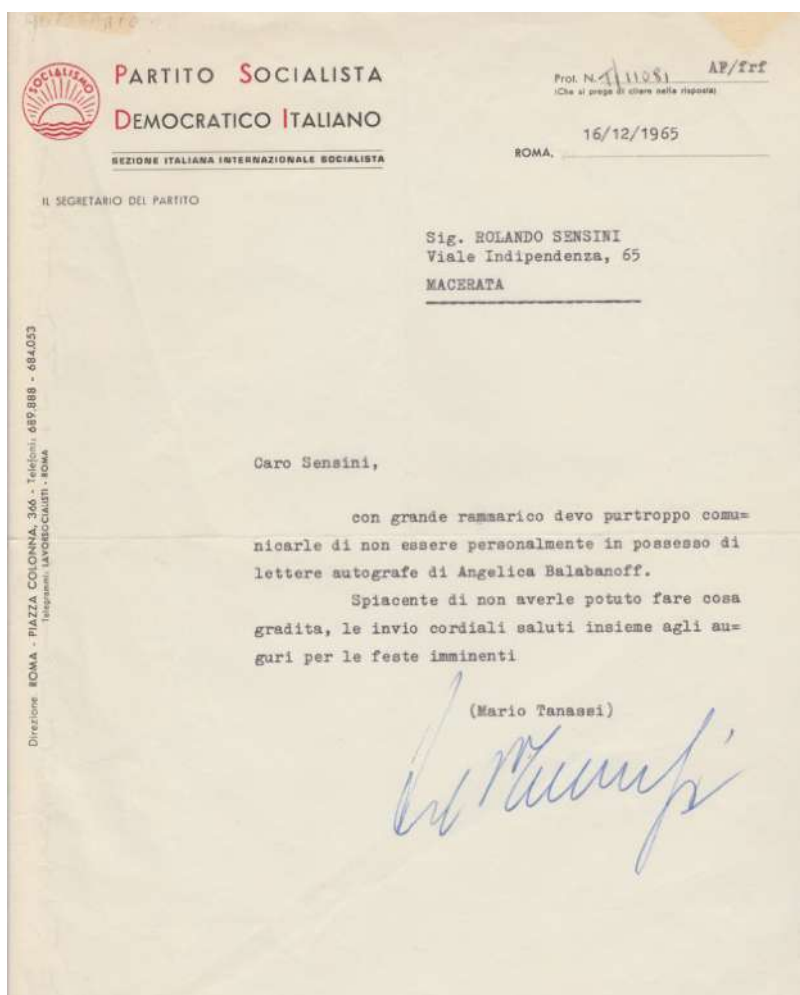 SOCIALISMO
PARTITO SOCIALISTA
DEMOCRATICO ITALIANO
SEZIONE ITALIANA INTERNAZIONALE SOCIALISTA
IL SEGRETARIO DEL PARTITO
Prot. N. T/11081 AF/frf
(Che si prega di citare nella risposta)
16/12/1965
ROMA,
Sig. ROLANDO SENSINI
Viale Indipendenza, 65
MACERATA
Direzione ROMA - PIAZZA COLONNA, 366 - Telefoni: 689.888 - 684.053
Telegrammi: LAVORSOCIALISTI - ROMA
Caro Sensini,
con grande rammarico devo purtroppo comu=
nicarle di non essere personalmente in possesso di
lettere autografe di Angelica Balabanoff.
Spiacente di non averle potuto fare cosa
gradita, le invio cordiali saluti insieme agli au=
guri per le feste imminenti
(Mario Tanassi)